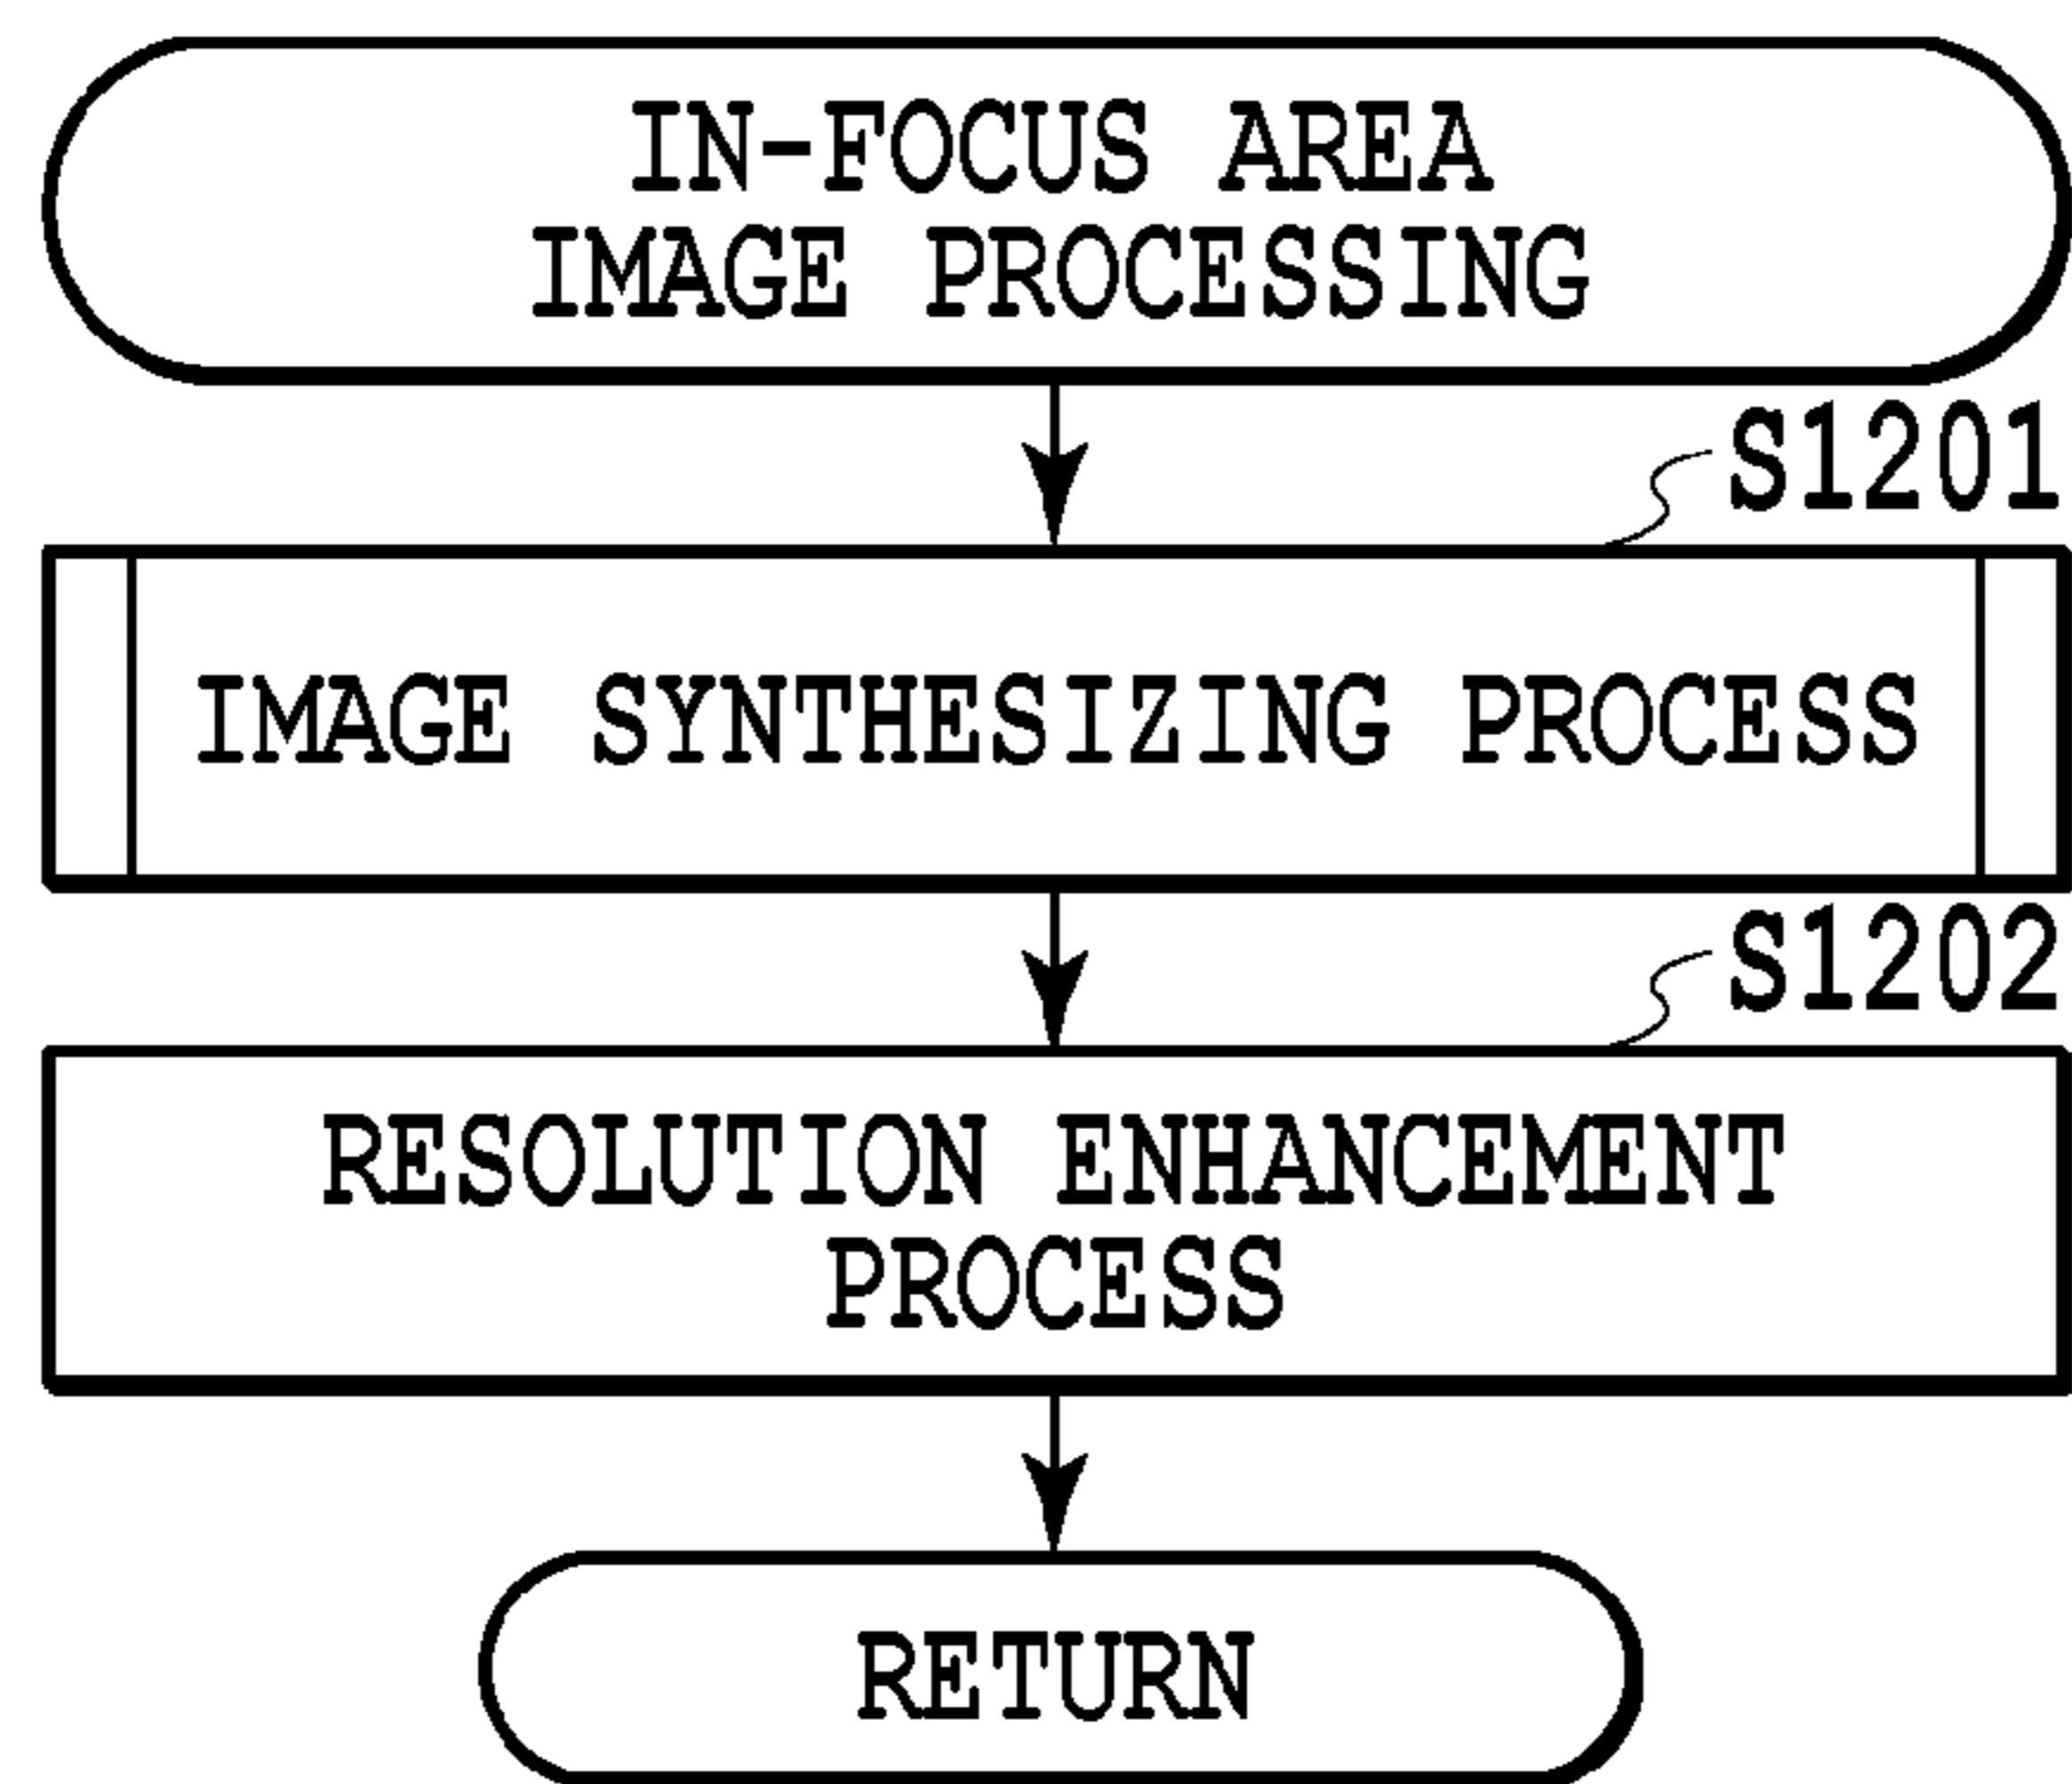 IN-FOCUS AREA
IMAGE PROCESSING
S1201
IMAGE SYNTHESIZING PROCESS
S1202
RESOLUTION ENHANCEMENT
PROCESS
RETURN